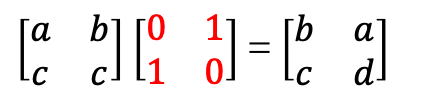 [a b] [0 1] = [b a]
[c c] [1 0] [c d]